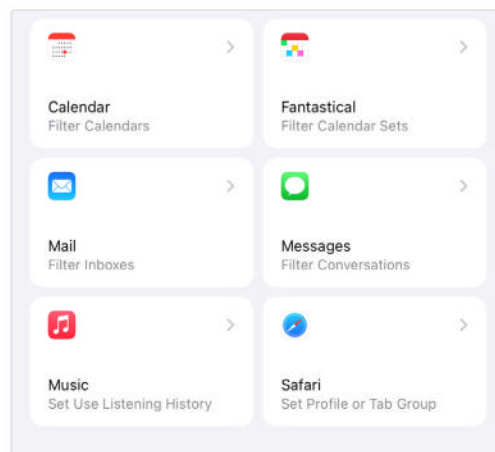 Calendar
Filter Calendars
Fantastical
Filter Calendar Sets
Mail
Filter Inboxes
Messages
Filter Conversations
Music
Set Use Listening History
Safari
Set Profile or Tab Group